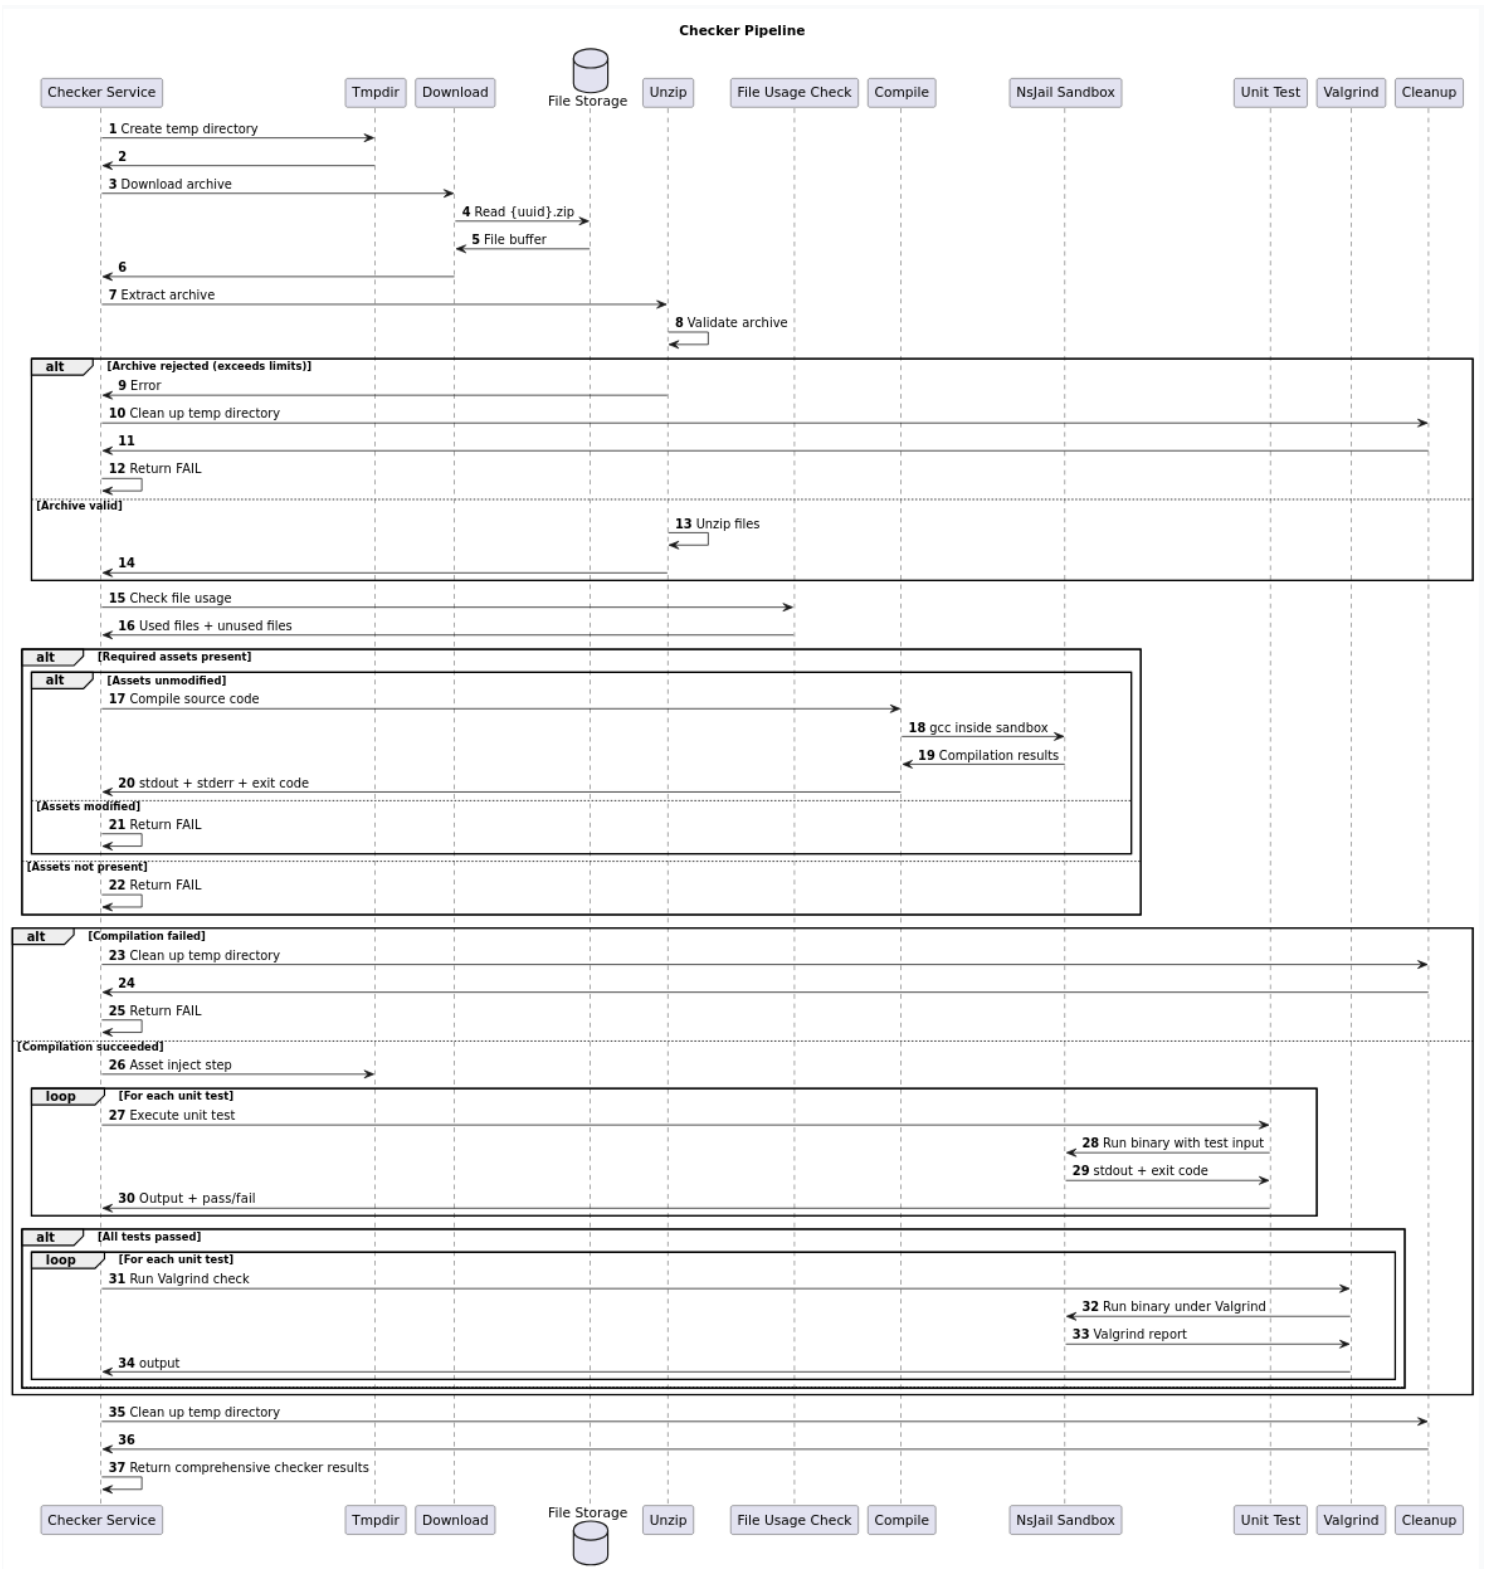 Checker Pipeline
Checker Service
Tmpdir
Download
File Storage
Unzip
File Usage Check
Compile
NsJail Sandbox
Unit Test
Valgrind
Cleanup
1 Create temp directory
2
3 Download archive
4 Read {uuid}.zip
5 File buffer
6
7 Extract archive
8 Validate archive
alt [Archive rejected (exceeds limits)]
9 Error
10 Clean up temp directory
11
12 Return FAIL
[Archive valid]
13 Unzip files
14
15 Check file usage
16 Used files + unused files
alt [Required assets present]
alt [Assets unmodified]
17 Compile source code
18 gcc inside sandbox
19 Compilation results
20 stdout + stderr + exit code
[Assets modified]
21 Return FAIL
[Assets not present]
22 Return FAIL
alt [Compilation failed]
23 Clean up temp directory
24
25 Return FAIL
[Compilation succeeded]
26 Asset inject step
loop [For each unit test]
27 Execute unit test
28 Run binary with test input
29 stdout + exit code
30 Output + pass/fail
alt [All tests passed]
loop [For each unit test]
31 Run Valgrind check
32 Run binary under Valgrind
33 Valgrind report
34 output
35 Clean up temp directory
36
37 Return comprehensive checker results
Checker Service
Tmpdir
Download
File Storage
Unzip
File Usage Check
Compile
NsJail Sandbox
Unit Test
Valgrind
Cleanup